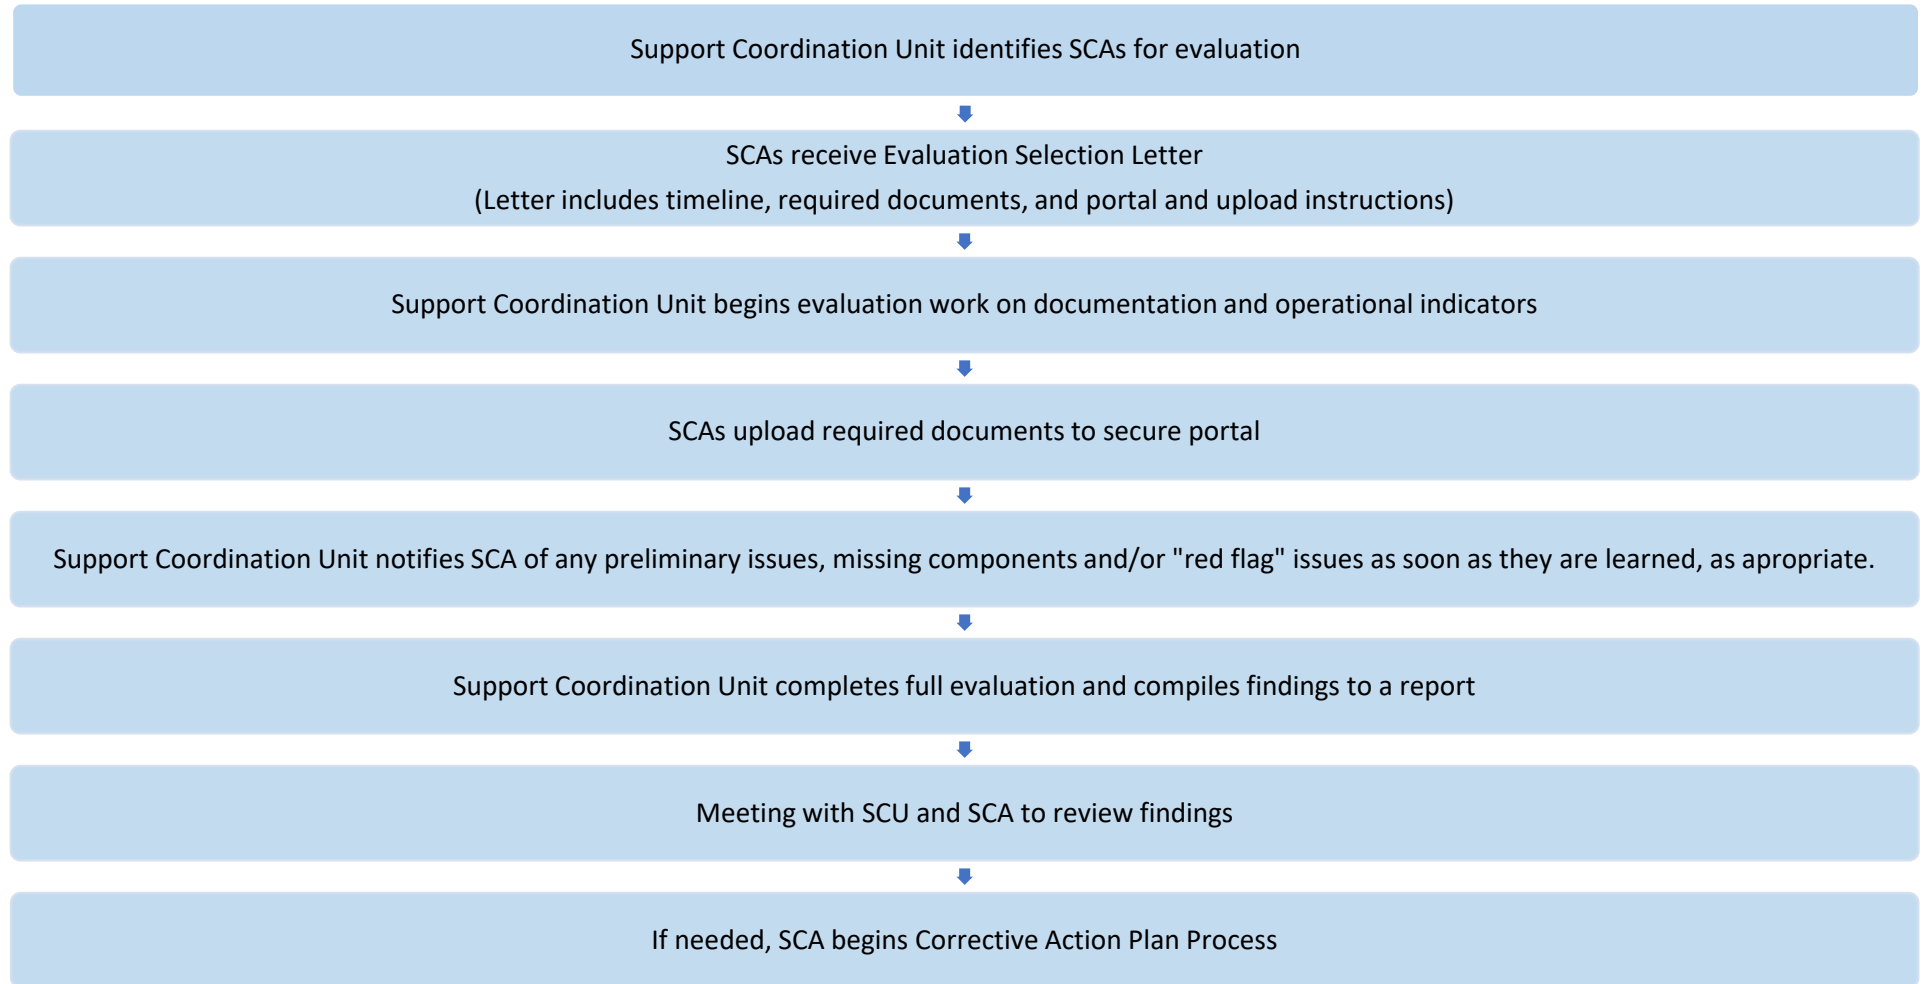 Support Coordination Unit identifies SCAs for evaluation
SCAs receive Evaluation Selection Letter
(Letter includes timeline, required documents, and portal and upload instructions)
Support Coordination Unit begins evaluation work on documentation and operational indicators
SCAs upload required documents to secure portal
Support Coordination Unit notifies SCA of any preliminary issues, missing components and/or "red flag" issues as soon as they are learned, as apropriate.
Support Coordination Unit completes full evaluation and compiles findings to a report
Meeting with SCU and SCA to review findings
If needed, SCA begins Corrective Action Plan Process